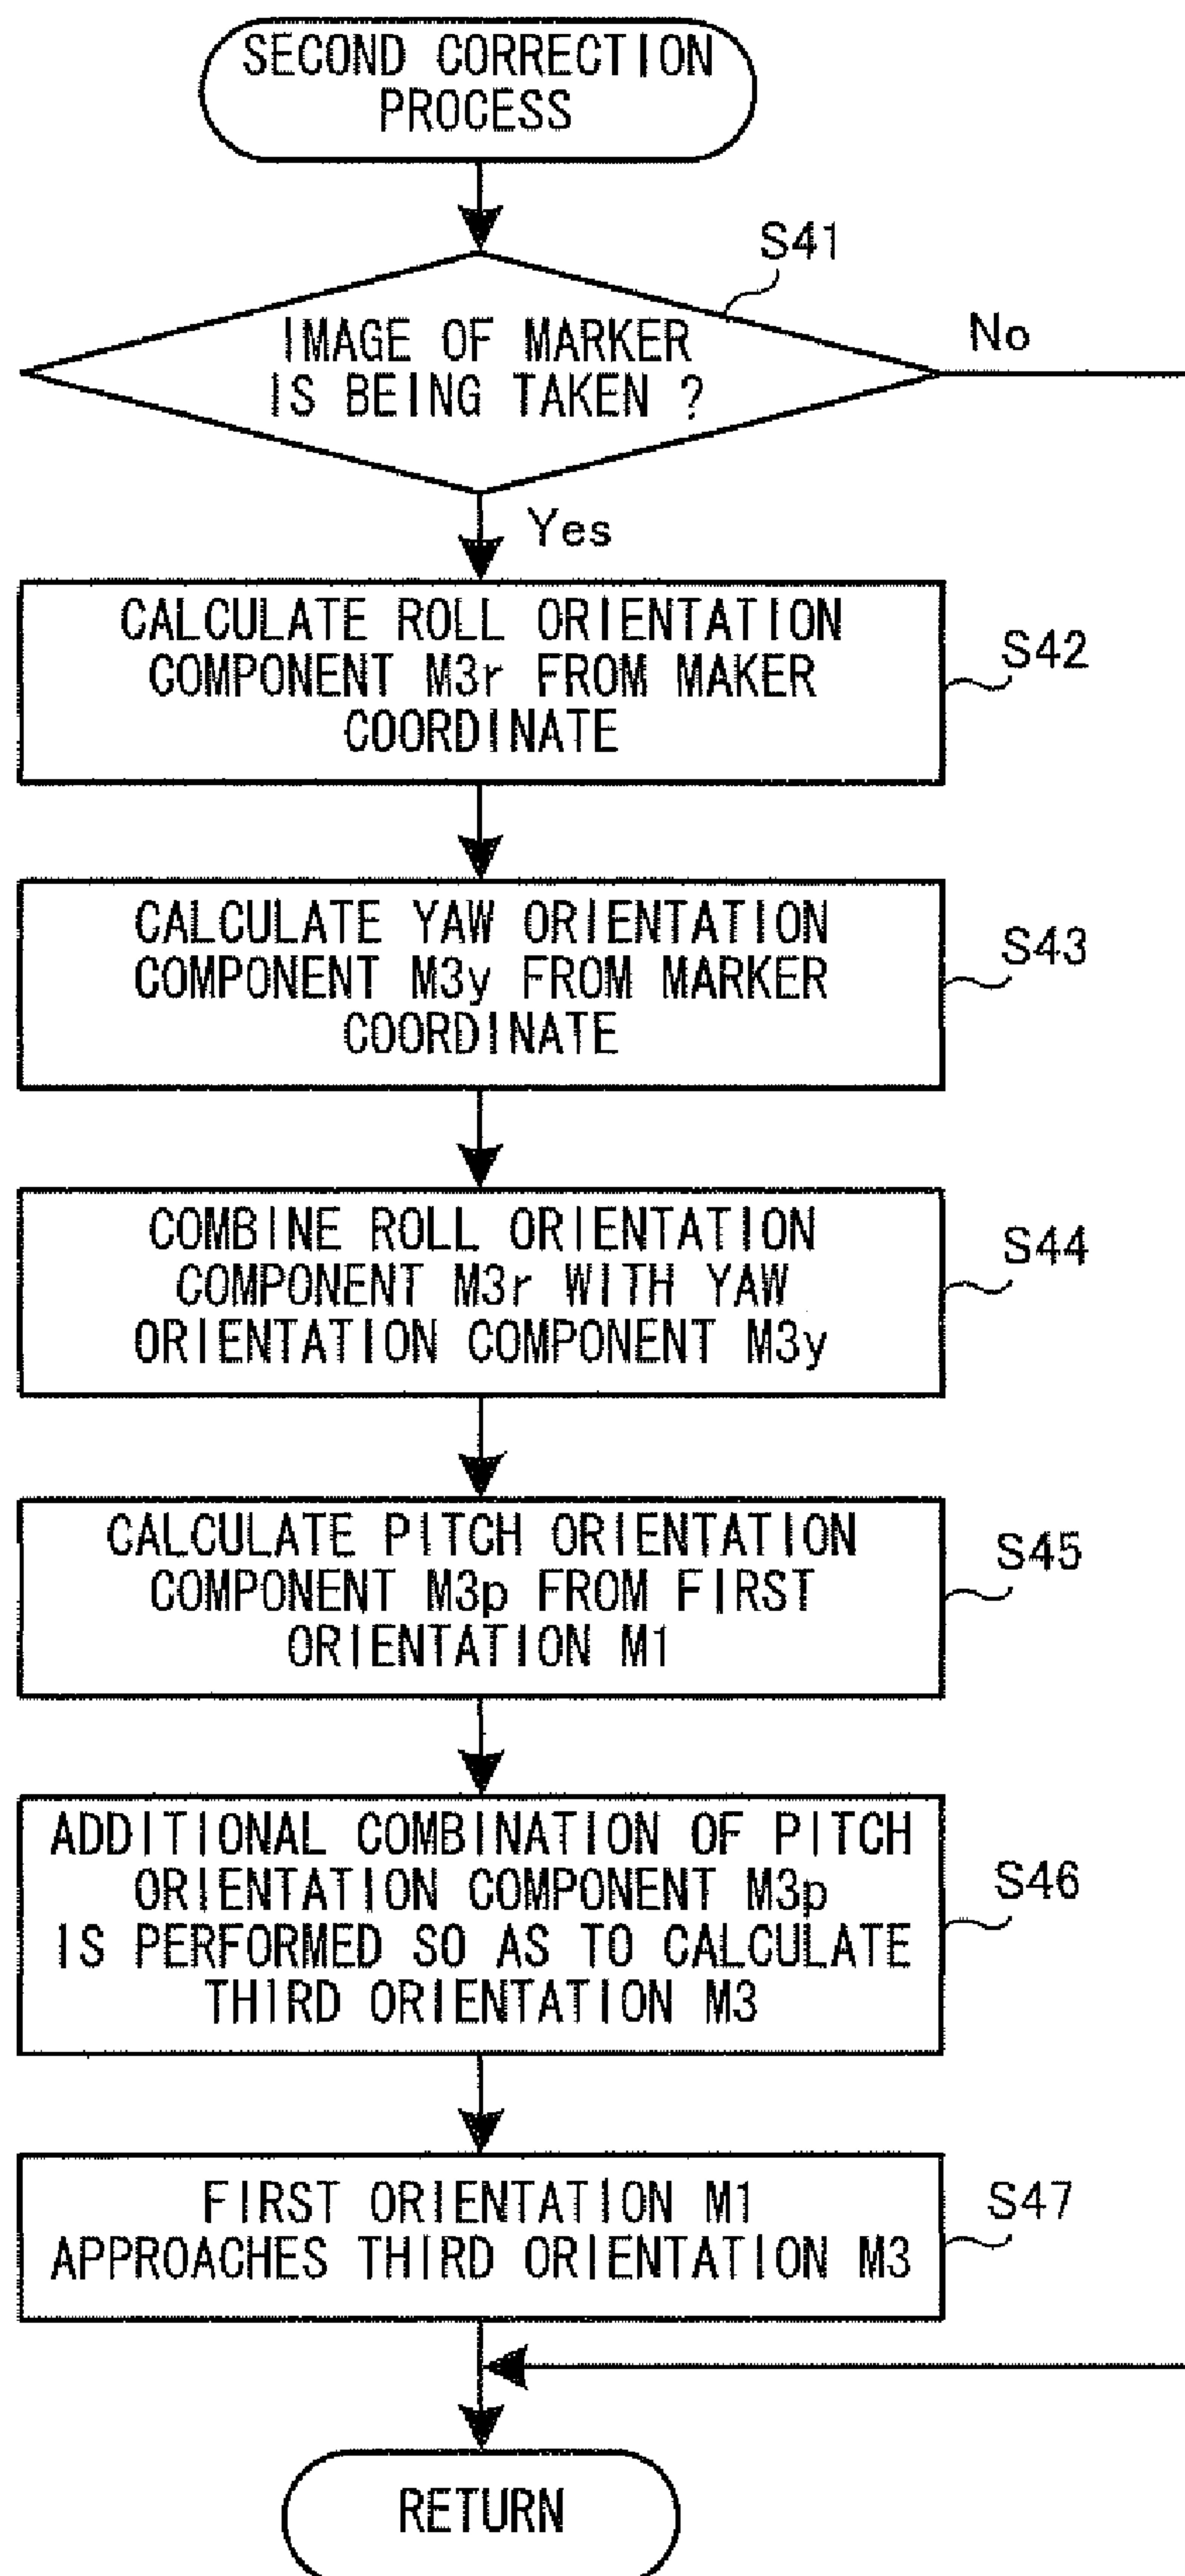 SECOND CORRECTION
PROCESS
S41
IMAGE OF MARKER
IS BEING TAKEN ?
No
Yes
CALCULATE ROLL ORIENTATION
COMPONENT M3r FROM MAKER
COORDINATE
S42
CALCULATE YAW ORIENTATION
COMPONENT M3y FROM MARKER
COORDINATE
S43
COMBINE ROLL ORIENTATION
COMPONENT M3r WITH YAW
ORIENTATION COMPONENT M3y
S44
CALCULATE PITCH ORIENTATION
COMPONENT M3p FROM FIRST
ORIENTATION M1
S45
ADDITIONAL COMBINATION OF PITCH
ORIENTATION COMPONENT M3p
IS PERFORMED SO AS TO CALCULATE
THIRD ORIENTATION M3
S46
FIRST ORIENTATION M1
APPROACHES THIRD ORIENTATION M3
S47
RETURN